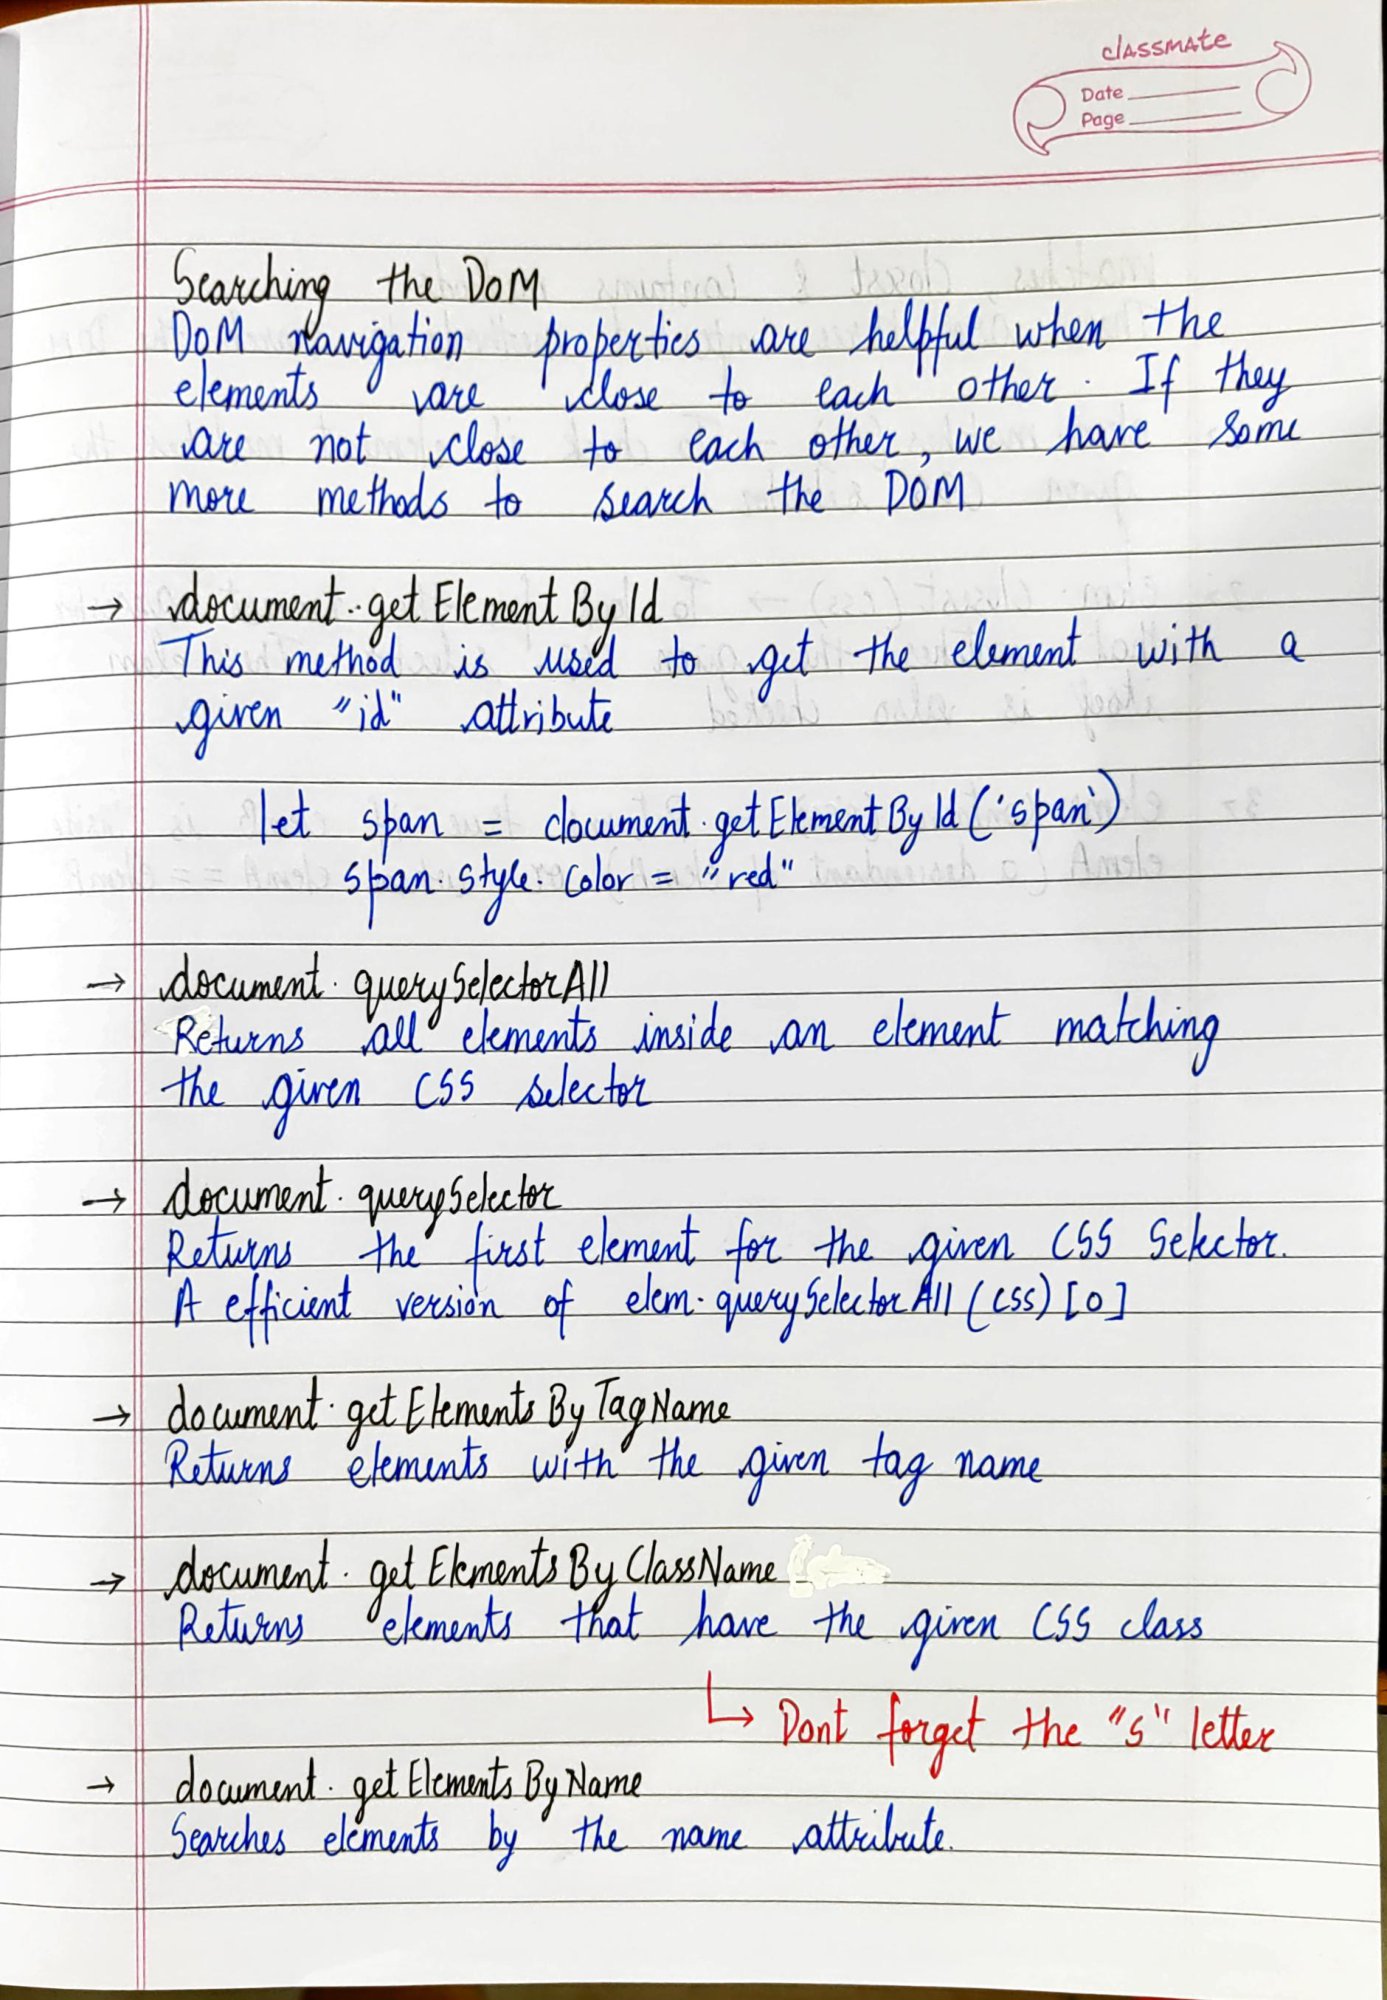 classmate
Date
Page
Searching the DOM
DOM navigation properties are helpful when the
elements are close to each other. If they
are not close to each other, we have some
more methods to search the DOM
→ document.getElementById
This method is used to get the element with a
given "id" attribute
let span = document.getElementById('span')
span.style.color = "red"
→ document.querySelectorAll
Returns all elements inside an element matching
the given CSS selector
→ document.querySelector
Returns the first element for the given CSS Selector.
A efficient version of elem.querySelectorAll(css)[0]
→ document.getElementsByTagName
Returns elements with the given tag name
→ document.getElementsByClassName
Returns elements that have the given CSS class
↳ Dont forget the "s" letter
→ document.getElementsByName
Searches elements by the name attribute.